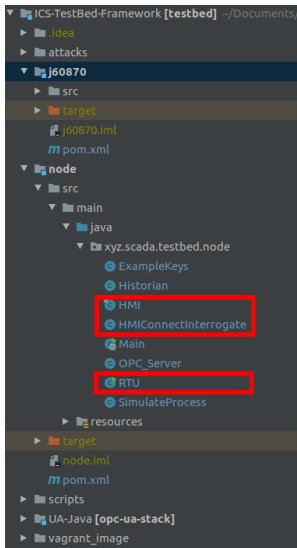 ICS-TestBed-Framework [testbed] ~/Documents/
.idea
attacks
j60870
src
target
j60870.iml
pom.xml
node
src
main
java
xyz.scada.testbed.node
ExampleKeys
Historian
HMI
HMIConnectInterrogate
Main
OPC_Server
RTU
SimulateProcess
resources
target
node.iml
pom.xml
scripts
UA-Java [opc-ua-stack]
vagrant_image